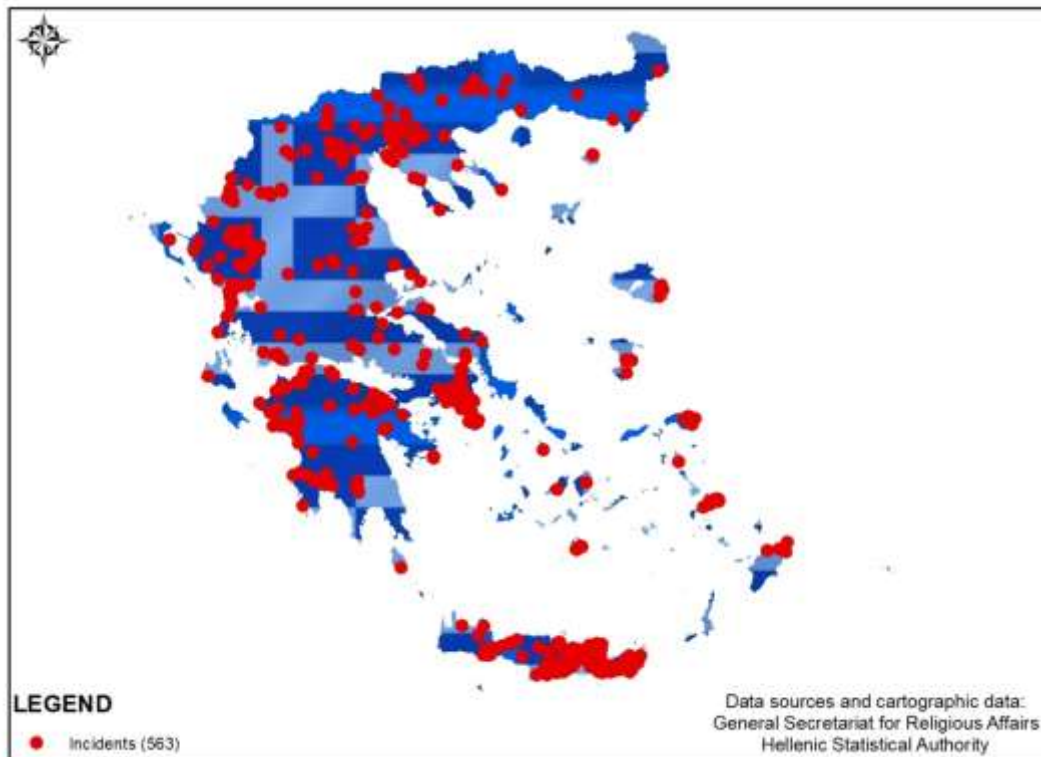 LEGEND
Incidents (563)
Data sources and cartographic data:
General Secretariat for Religious Affairs
Hellenic Statistical Authority